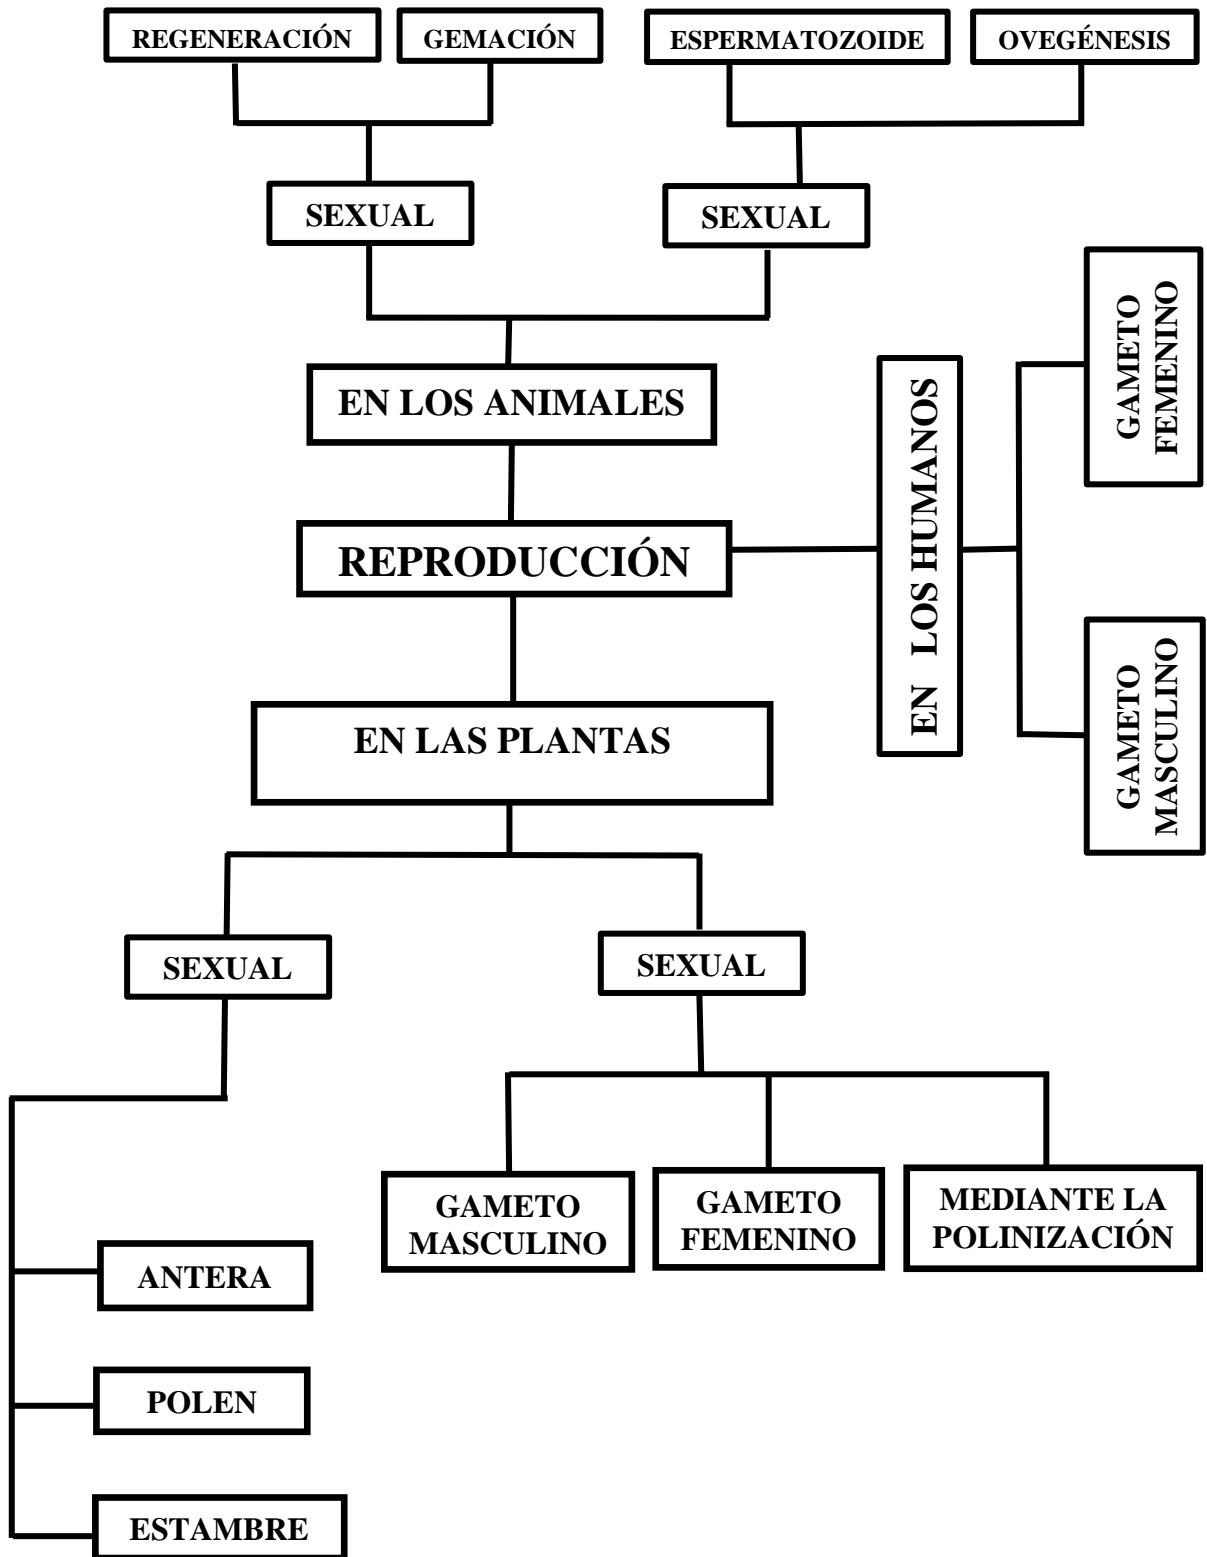 REGENERACIÓN
GEMACIÓN
ESPERMATOZOIDE
OVEGÉNESIS
SEXUAL
SEXUAL
EN LOS ANIMALES
EN LOS HUMANOS
GAMETO
FEMENINO
REPRODUCCIÓN
GAMETO
MASCULINO
EN LAS PLANTAS
SEXUAL
SEXUAL
GAMETO
MASCULINO
GAMETO
FEMENINO
MEDIANTE LA
POLINIZACIÓN
ANTERA
POLEN
ESTAMBRE